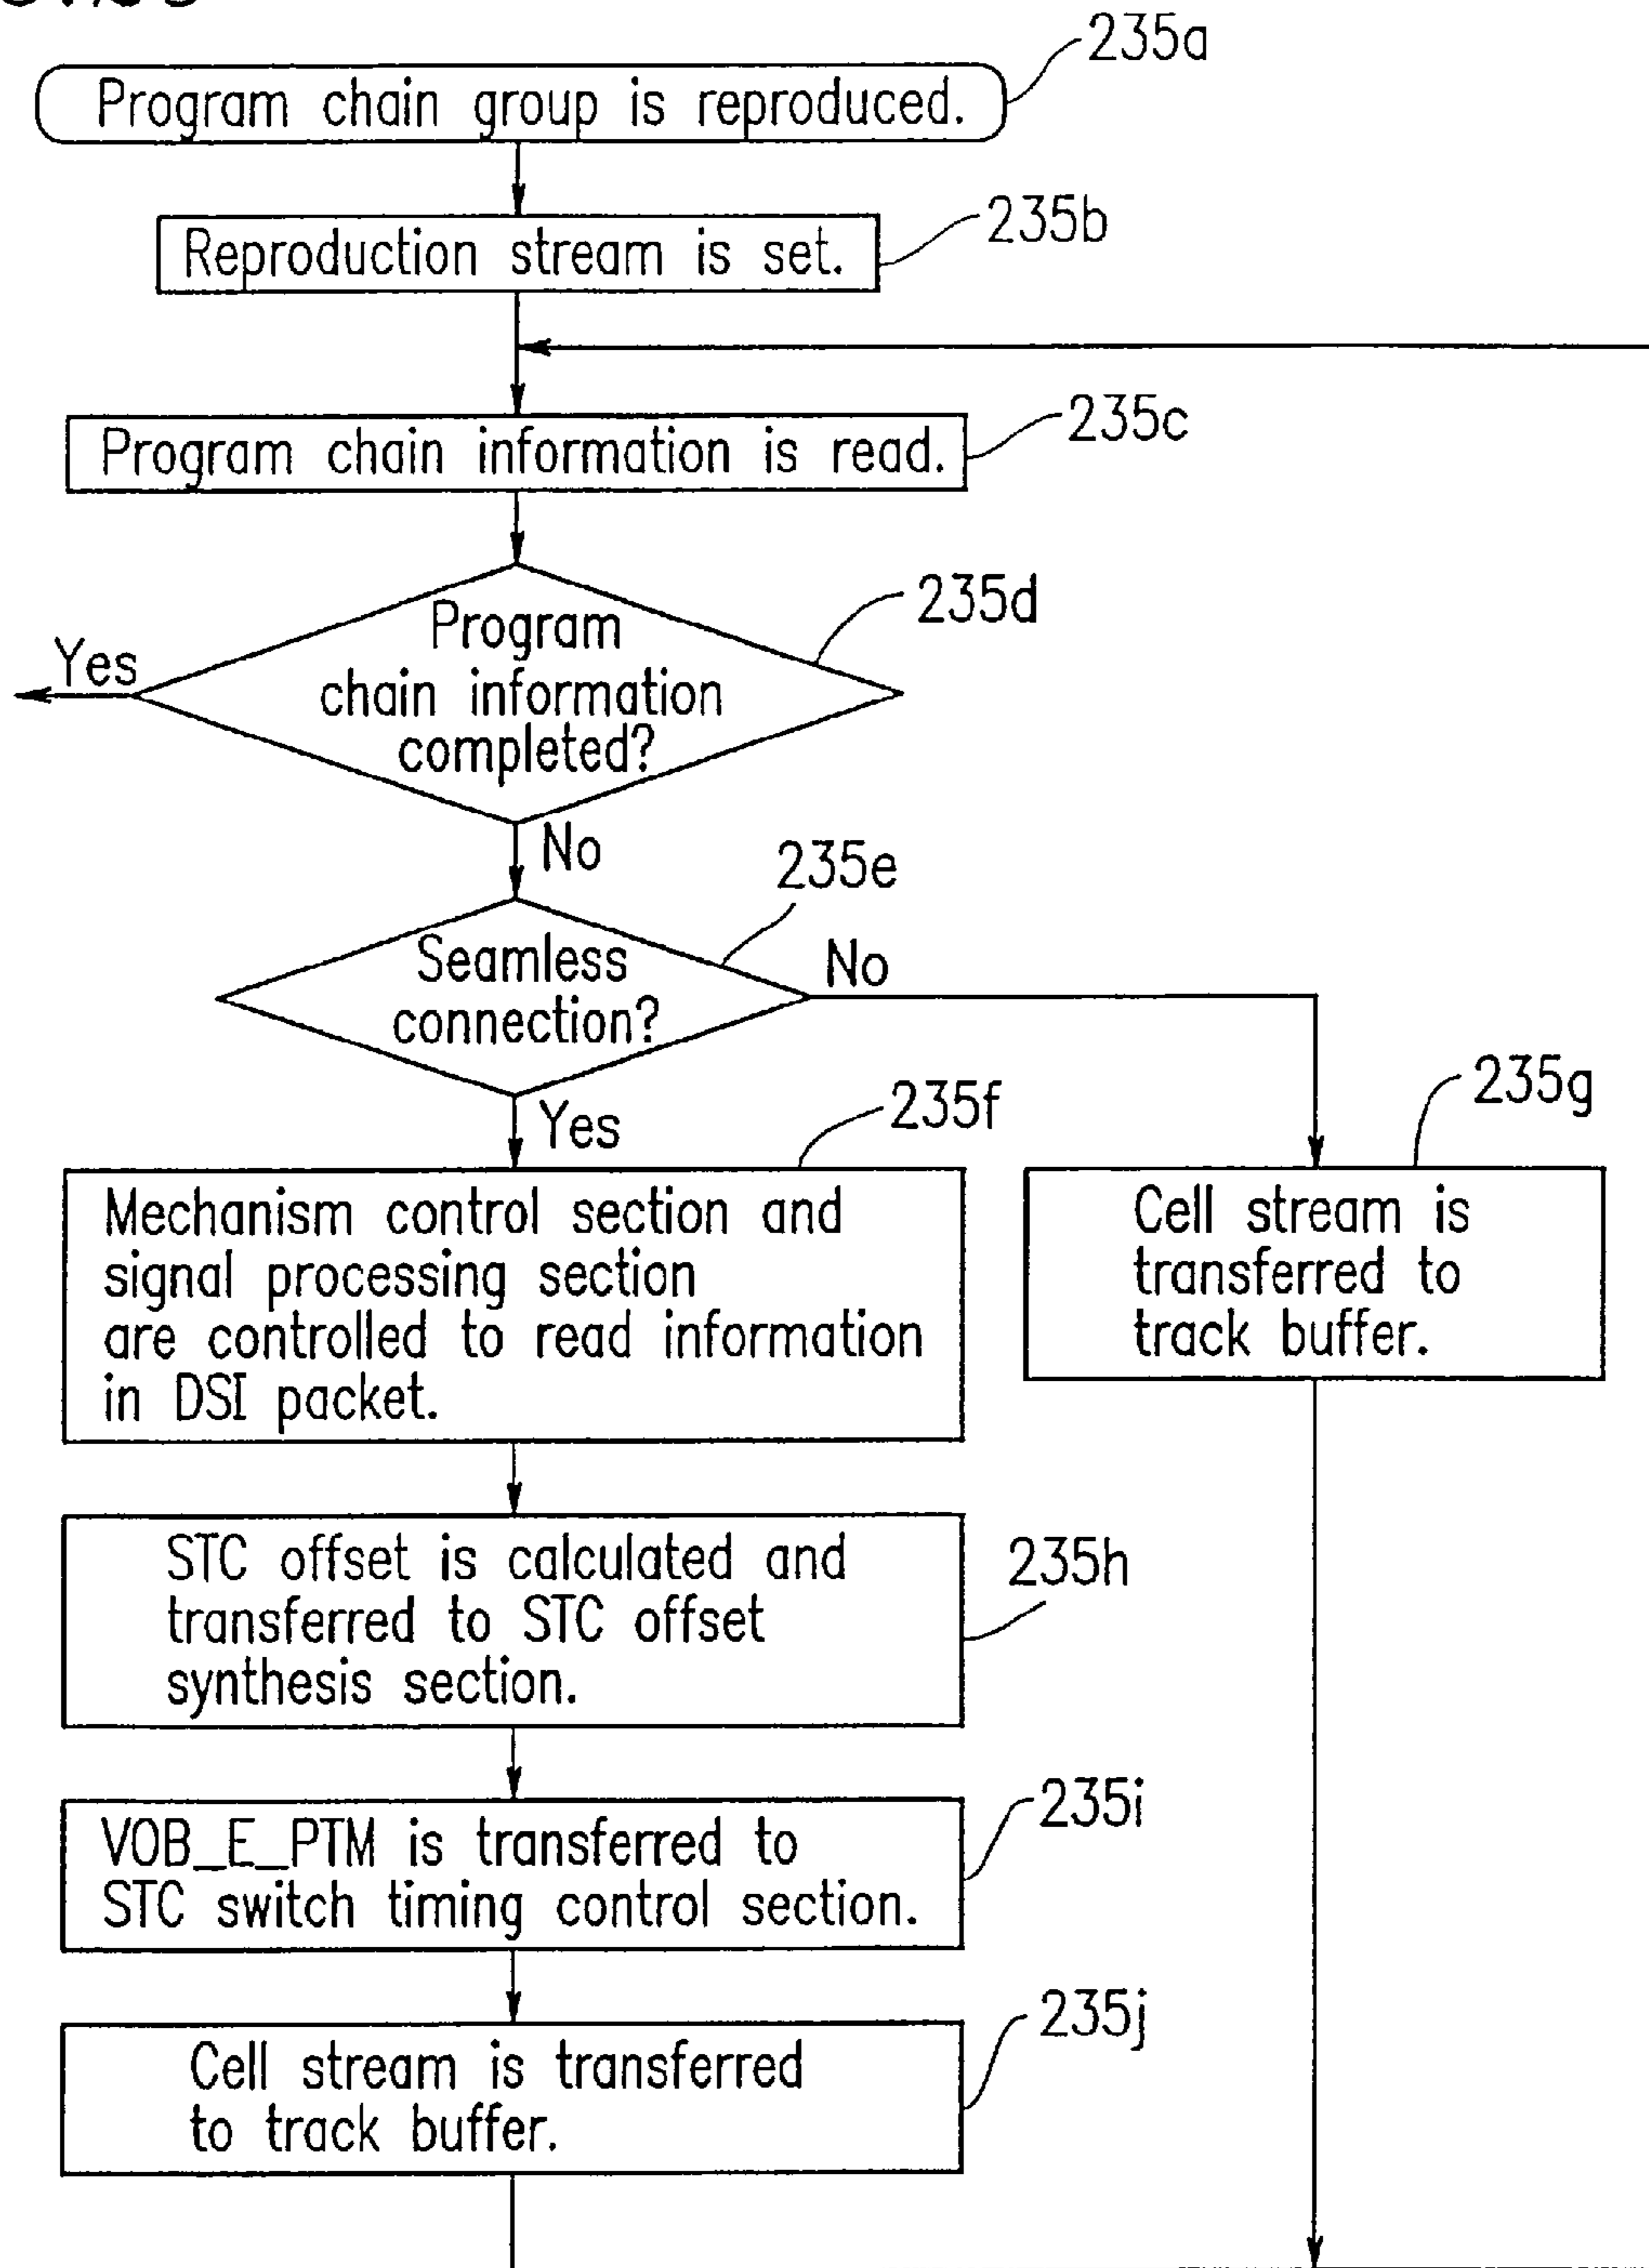 235a
Program chain group is reproduced.
235b
Reproduction stream is set.
235c
Program chain information is read.
235d
Program
chain information
completed?
Yes
No
235e
Seamless
connection?
No
Yes
235f
Mechanism control section and
signal processing section
are controlled to read information
in DSI packet.
235g
Cell stream is
transferred to
track buffer.
235h
STC offset is calculated and
transferred to STC offset
synthesis section.
235i
VOB_E_PTM is transferred to
STC switch timing control section.
235j
Cell stream is transferred
to track buffer.